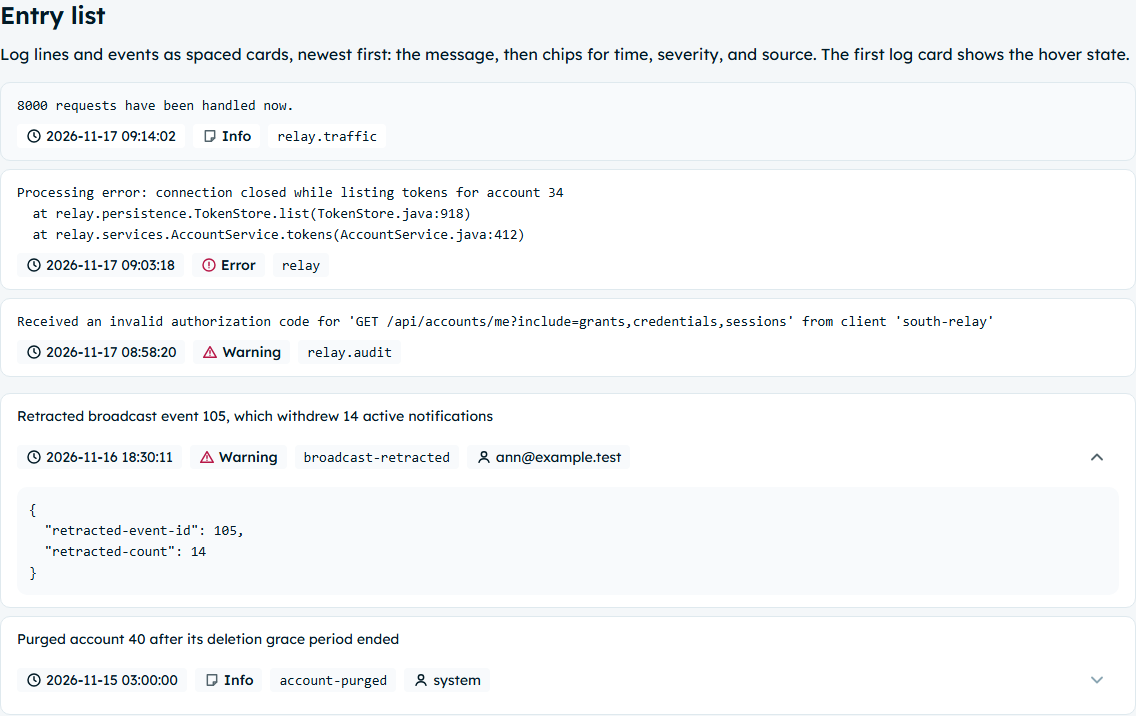 Entry list
Log lines and events as spaced cards, newest first: the message, then chips for time, severity, and source. The first log card shows the hover state.
8000 requests have been handled now.
2026-11-17 09:14:02 Info relay.traffic
Processing error: connection closed while listing tokens for account 34
  at relay.persistence.TokenStore.list(TokenStore.java:918)
  at relay.services.AccountService.tokens(AccountService.java:412)
2026-11-17 09:03:18 Error relay
Received an invalid authorization code for 'GET /api/accounts/me?include=grants,credentials,sessions' from client 'south-relay'
2026-11-17 08:58:20 Warning relay.audit
Retracted broadcast event 105, which withdrew 14 active notifications
2026-11-16 18:30:11 Warning broadcast-retracted ann@example.test
{
  "retracted-event-id": 105,
  "retracted-count": 14
}
Purged account 40 after its deletion grace period ended
2026-11-15 03:00:00 Info account-purged system